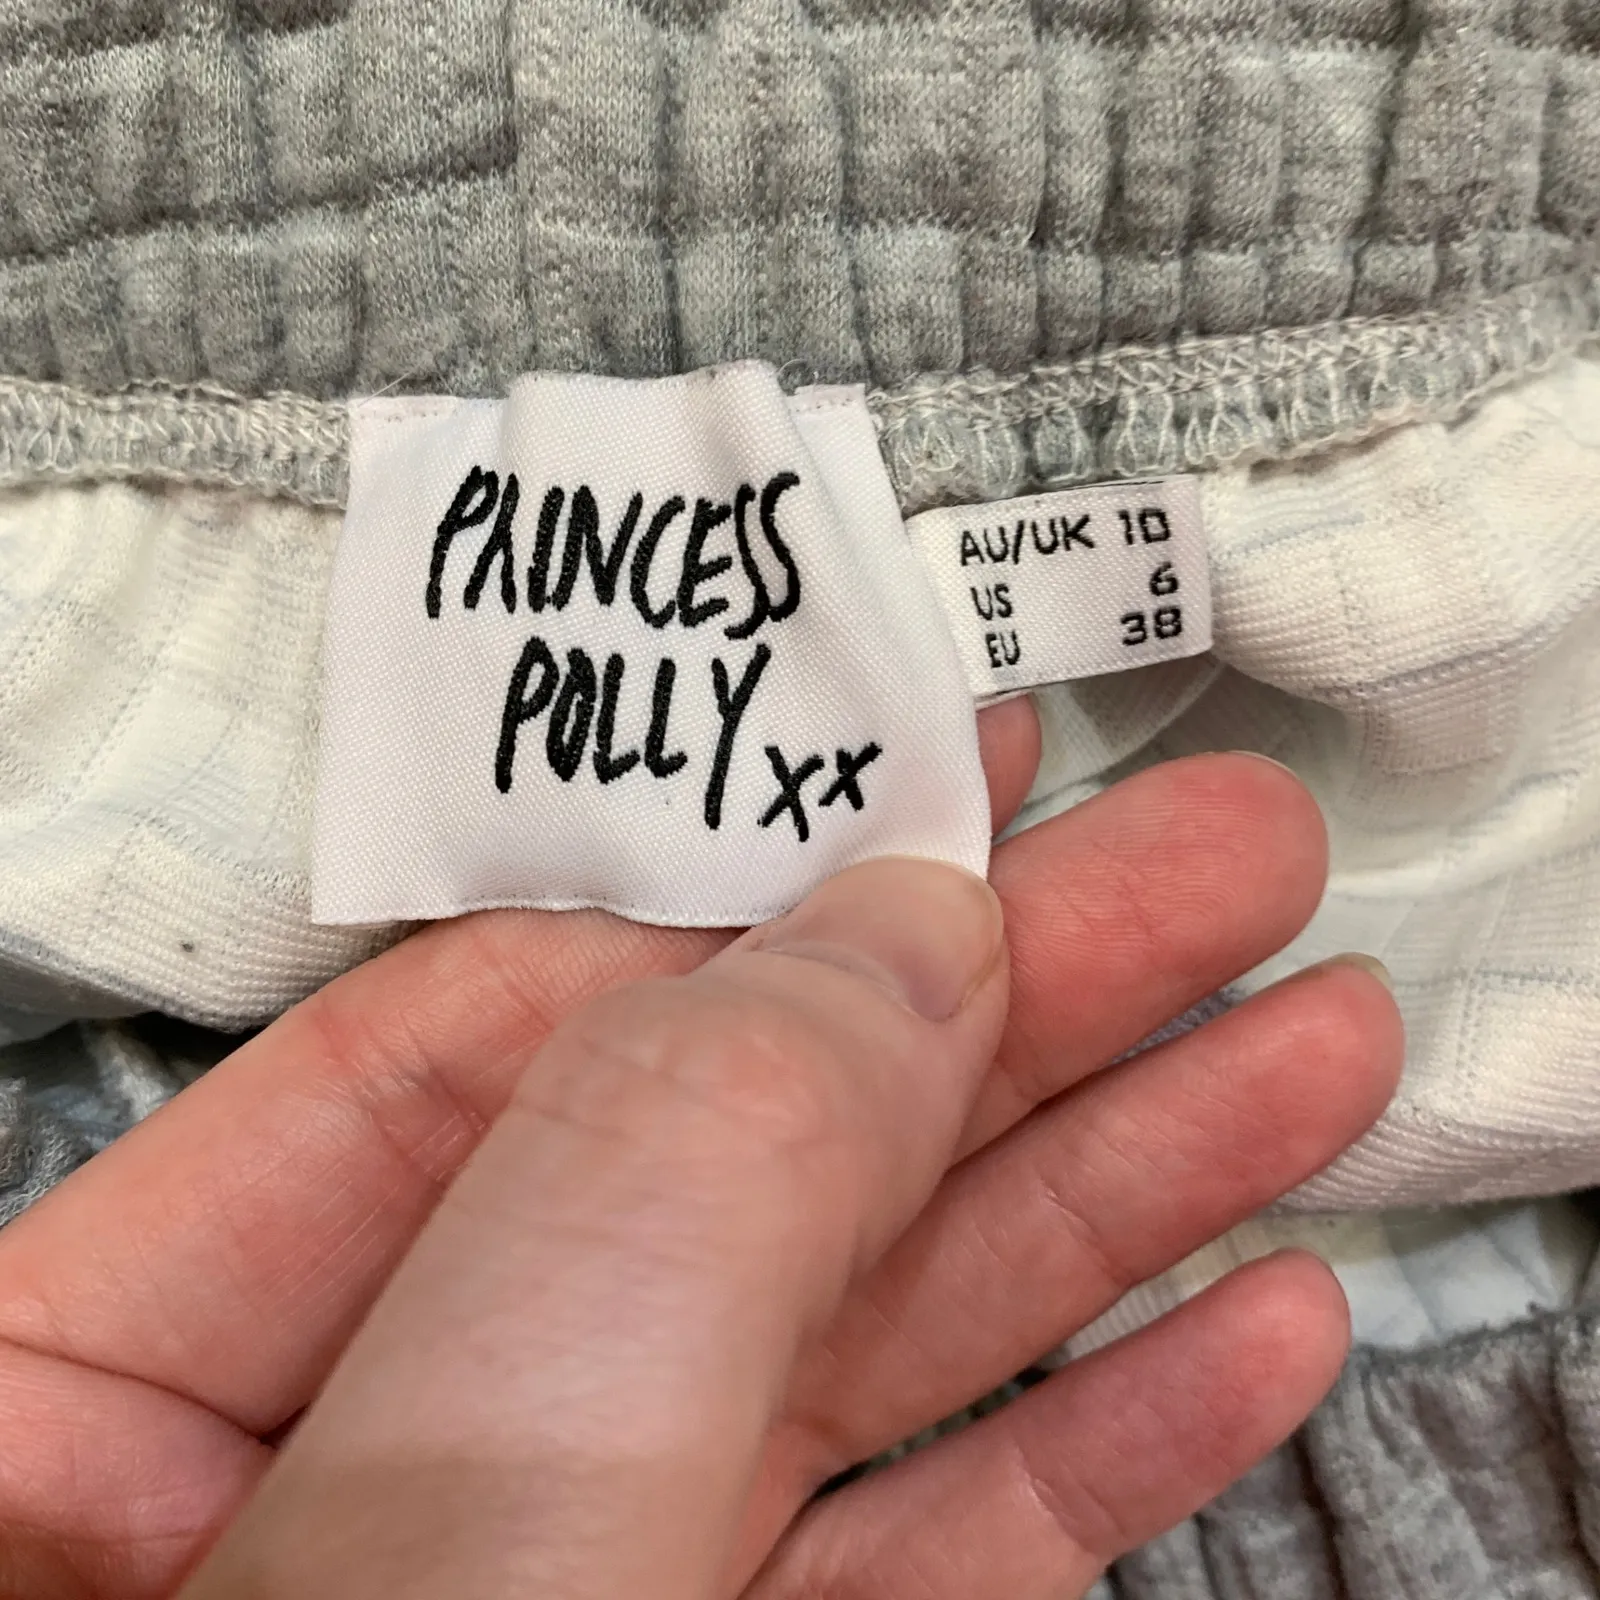 PRINCESS
POLLY xx
AU/UK 10
US 6
EU 38